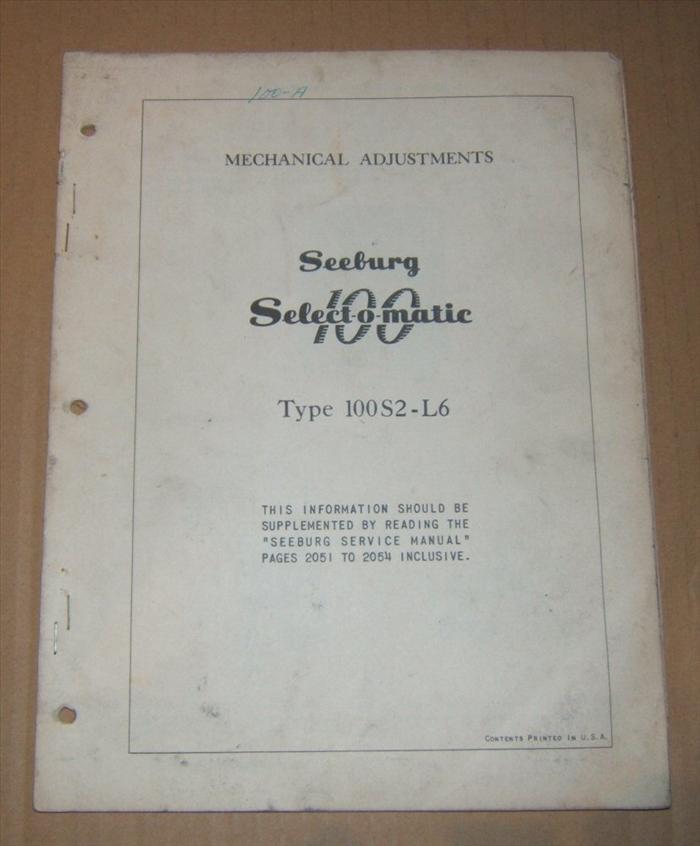 100-A
MECHANICAL ADJUSTMENTS
Seeburg
Select-o-matic
100
Type 100S2-L6
THIS INFORMATION SHOULD BE
SUPPLEMENTED BY READING THE
"SEEBURG SERVICE MANUAL"
PAGES 2051 TO 2054 INCLUSIVE.
CONTENTS PRINTED IN U.S.A.